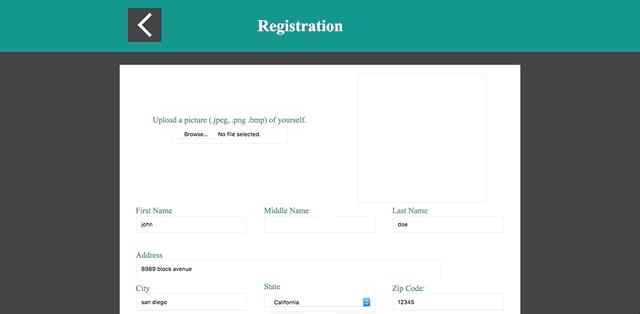 Registration
Upload a picture (.jpeg, .png .bmp) of yourself.
Browse... No file selected.
First Name Middle Name Last Name
john doe
Address
8989 block avenue
City State Zip Code:
san diego California 12345